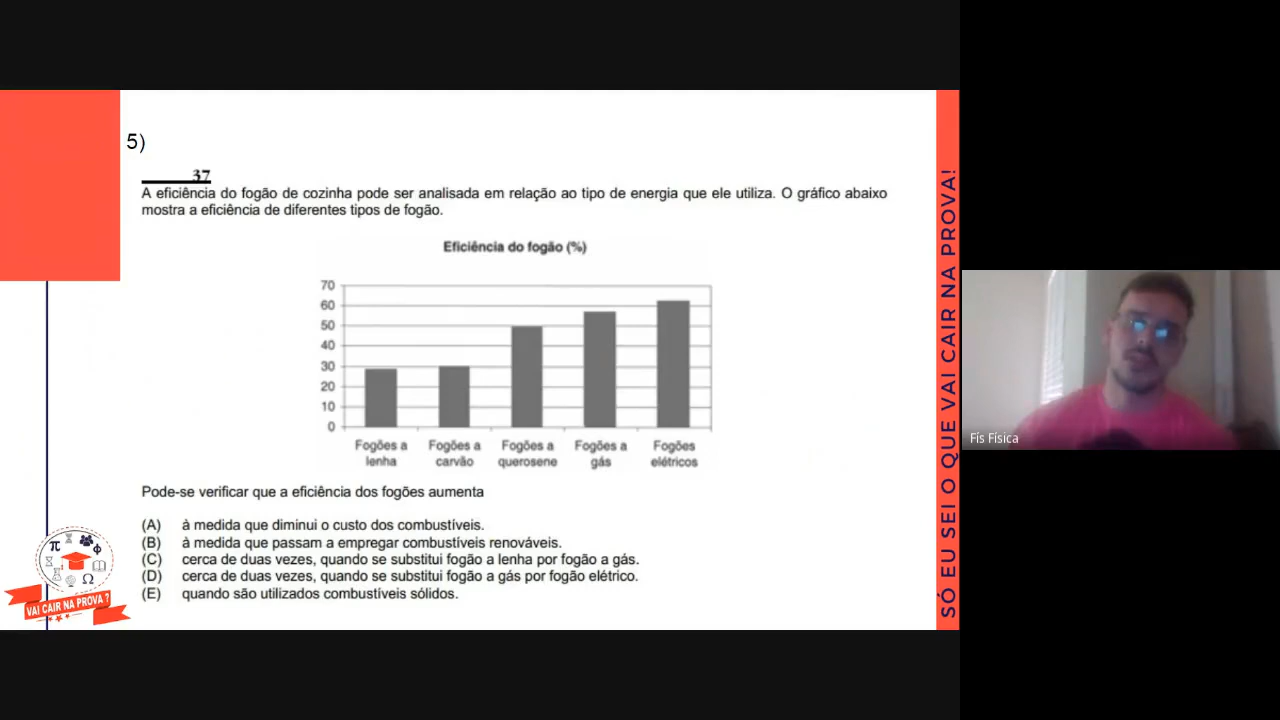 5)
37
A eficiência do fogão de cozinha pode ser analisada em relação ao tipo de energia que ele utiliza. O gráfico abaixo
mostra a eficiência de diferentes tipos de fogão.
Eficiência do fogão (%)
70
60
50
40
30
20
10
0
Fogões a lenha
Fogões a carvão
Fogões a querosene
Fogões a gás
Fogões elétricos
Pode-se verificar que a eficiência dos fogões aumenta
(A) à medida que diminui o custo dos combustíveis.
(B) à medida que passam a empregar combustíveis renováveis.
(C) cerca de duas vezes, quando se substitui fogão a lenha por fogão a gás.
(D) cerca de duas vezes, quando se substitui fogão a gás por fogão elétrico.
(E) quando são utilizados combustíveis sólidos.
π
Φ
Ω
VAI CAIR NA PROVA ?
SÓ EU SEI O QUE VAI CAIR NA PROVA!
Fís Física